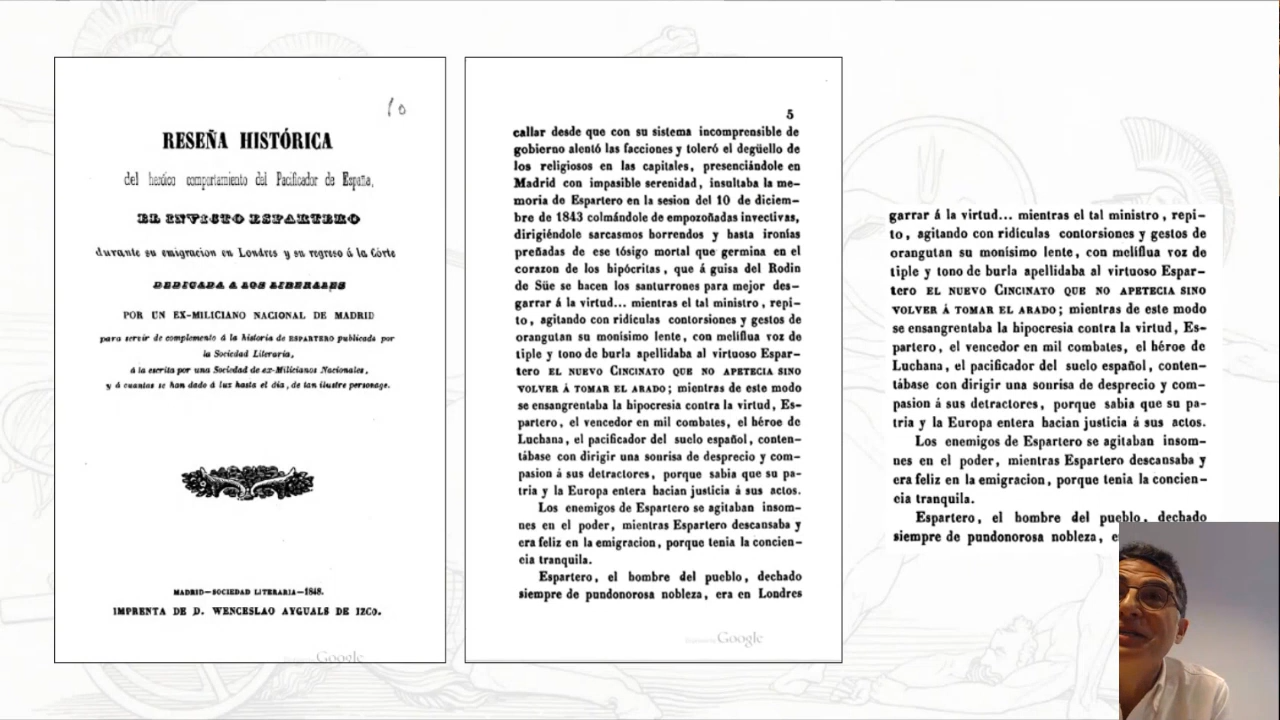 10
RESEÑA HISTÓRICA
del heróico comportamiento del Pacificador de España,
EL INVICTO ESPARTERO
durante su emigracion en Londres y su regreso á la Córte
DEDICADA A LOS LIBERALES
POR UN EX-MILICIANO NACIONAL DE MADRID
para servir de complemento á la historia de ESPARTERO publicada por
la Sociedad Literaria,
á la escrita por una Sociedad de ex-Milicianos Nacionales,
y á cuantas se han dado á luz hasta el dia, de tan ilustre personage.
MADRID—SOCIEDAD LITERARIA—1848.
IMPRENTA DE D. WENCESLAO AYGUALS DE IZCO.
Google
5
callar desde que con su sistema incomprensible de
gobierno alentó las facciones y toleró el degüello de
los religiosos en las capitales, presenciándole en
Madrid con impasible serenidad, insultaba la me-
moria de Espartero en la sesion del 10 de diciem-
bre de 1843 colmándole de empozoñadas invectivas,
dirigiéndole sarcasmos horrendos y hasta ironías
preñadas de ese tósigo mortal que germina en el
corazon de los hipócritas, que á guisa del Rodin
de Süe se hacen los santurrones para mejor des-
garrar á la virtud... mientras el tal ministro, repi-
to, agitando con ridículas contorsiones y gestos de
orangutan su monísimo lente, con melíflua voz de
tiple y tono de burla apellidaba al virtuoso Espar-
tero EL NUEVO CINCINATO QUE NO APETECIA SINO
VOLVER Á TOMAR EL ARADO; mientras de este modo
se ensangrentaba la hipocresia contra la virtud, Es-
partero, el vencedor en mil combates, el héroe de
Luchana, el pacificador del suelo español, conten-
tábase con dirigir una sonrisa de desprecio y com-
pasion á sus detractores, porque sabia que su pa-
tria y la Europa entera hacian justicia á sus actos.
Los enemigos de Espartero se agitaban insom-
nes en el poder, mientras Espartero descansaba y
era feliz en la emigracion, porque tenia la concien-
cia tranquila.
Espartero, el hombre del pueblo, dechado
siempre de pundonorosa nobleza, era en Londres
Google
garrar á la virtud... mientras el tal ministro, repi-
to, agitando con ridículas contorsiones y gestos de
orangutan su monísimo lente, con melíflua voz de
tiple y tono de burla apellidaba al virtuoso Espar-
tero EL NUEVO CINCINATO QUE NO APETECIA SINO
VOLVER Á TOMAR EL ARADO; mientras de este modo
se ensangrentaba la hipocresia contra la virtud, Es-
partero, el vencedor en mil combates, el héroe de
Luchana, el pacificador del suelo español, conten-
tábase con dirigir una sonrisa de desprecio y com-
pasion á sus detractores, porque sabia que su pa-
tria y la Europa entera hacian justicia á sus actos.
Los enemigos de Espartero se agitaban insom-
nes en el poder, mientras Espartero descansaba y
era feliz en la emigracion, porque tenia la concien-
cia tranquila.
Espartero, el hombre del pueblo, dechado
siempre de pundonorosa nobleza, e